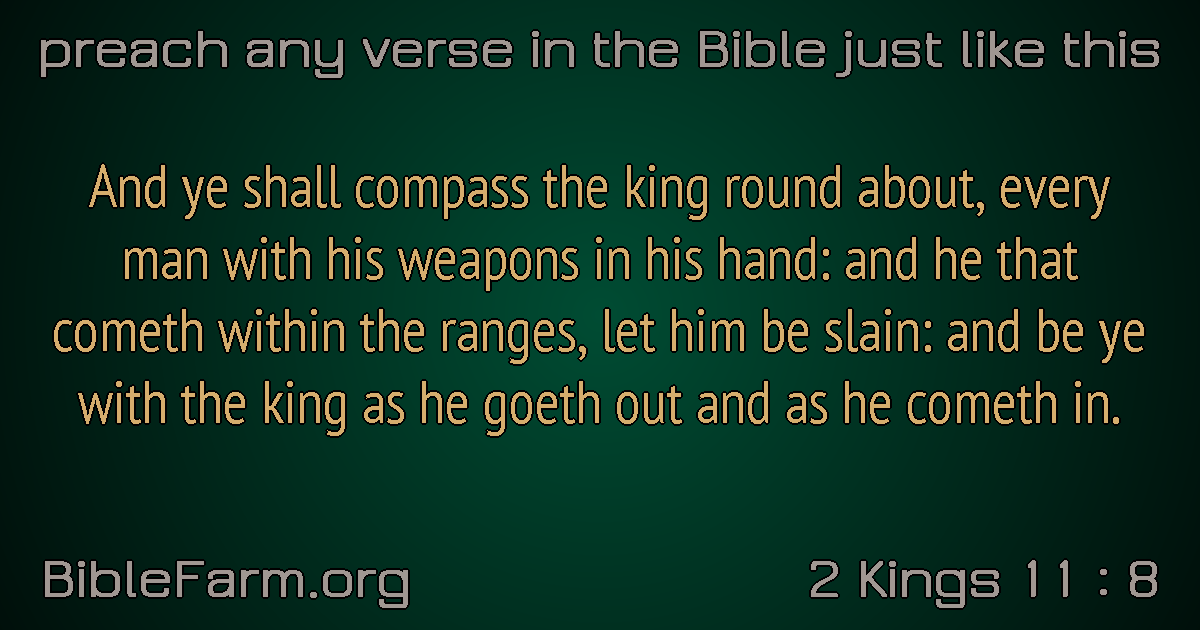 preach any verse in the Bible just like this
And ye shall compass the king round about, every
man with his weapons in his hand: and he that
cometh within the ranges, let him be slain: and be ye
with the king as he goeth out and as he cometh in.
BibleFarm.org
2 Kings 11 : 8